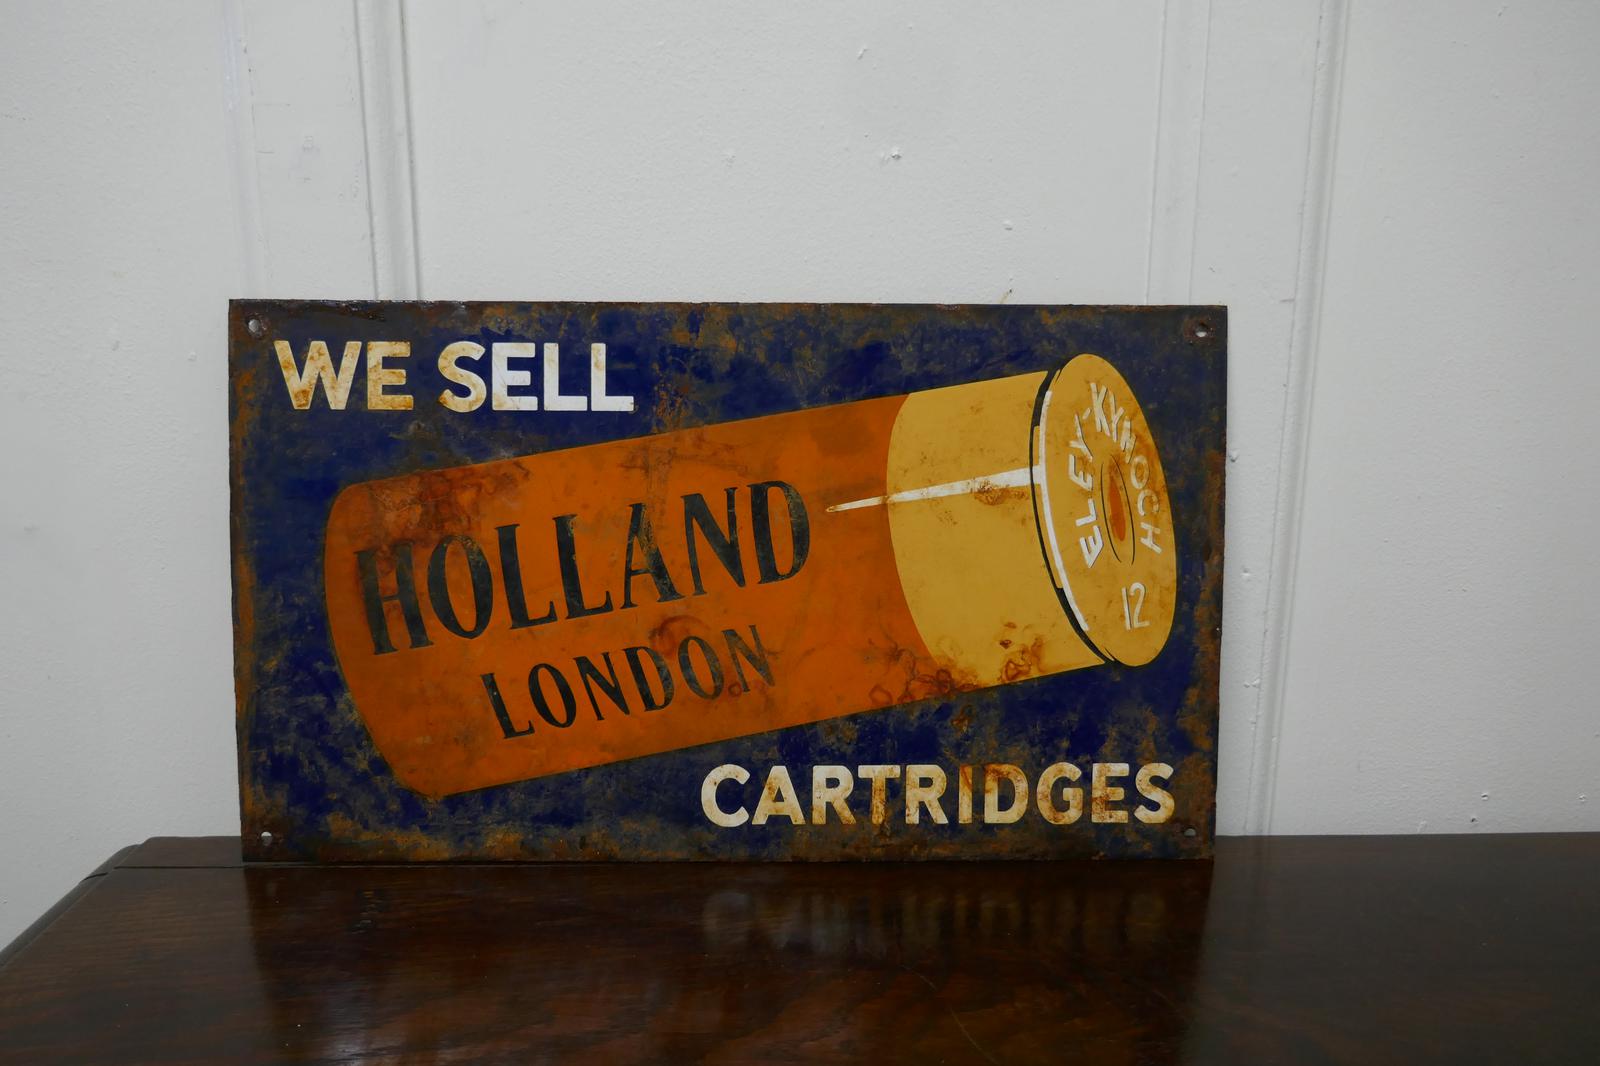 WE SELL
HOLLAND
LONDON
ELEY-KYNOCH
12
CARTRIDGES